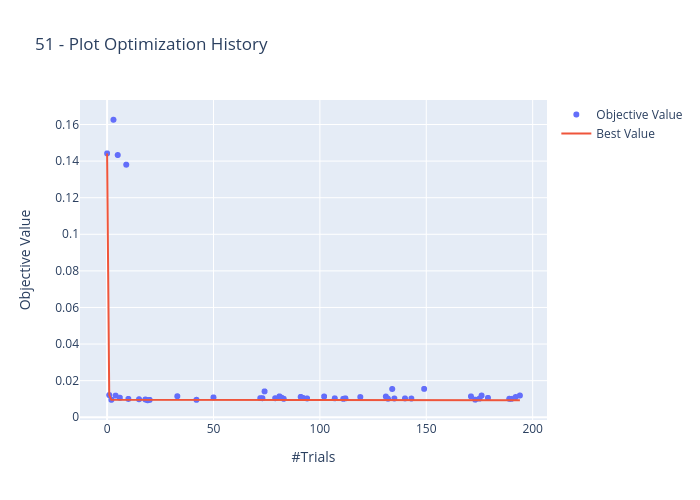 51 - Plot Optimization History
Objective Value
Best Value
0.16
0.14
0.12
0.1
0.08
0.06
0.04
0.02
0
Objective Value
0
50
100
150
200
#Trials